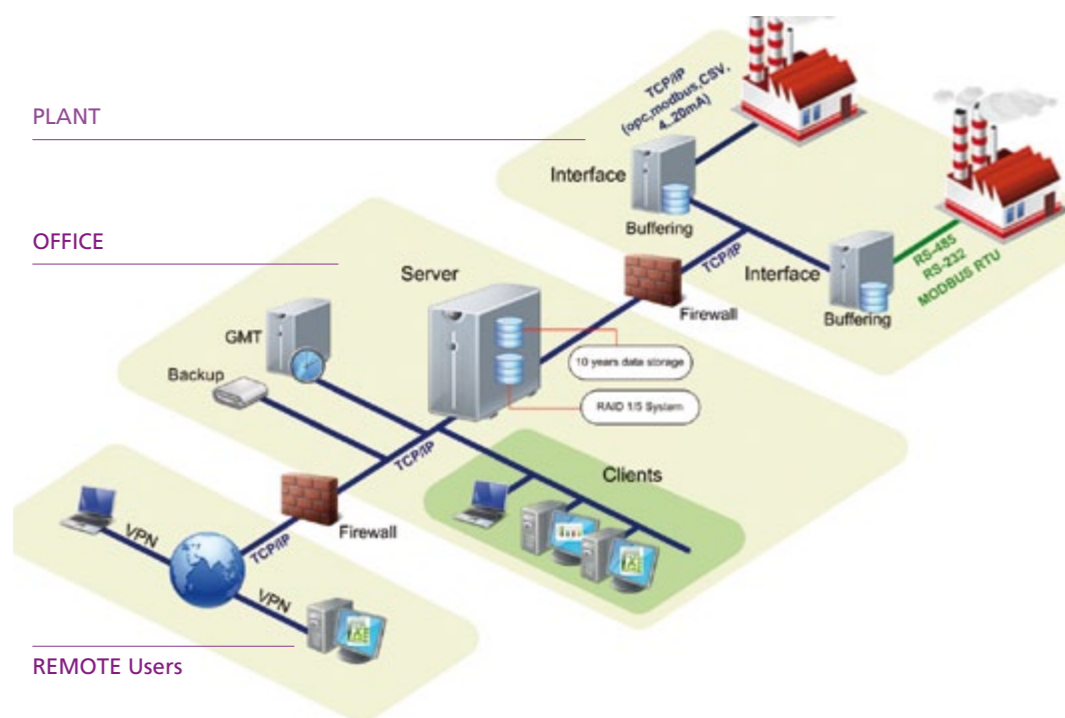 PLANT
TCP/IP
(opc,modbus,CSV,
4..20mA)
Interface
Buffering
RS-485
RS-232
MODBUS RTU
Interface
Buffering
TCP/IP
Firewall
OFFICE
Server
GMT
Backup
10 years data storage
RAID 1/5 System
TCP/IP
Clients
Firewall
TCP/IP
VPN
VPN
REMOTE Users